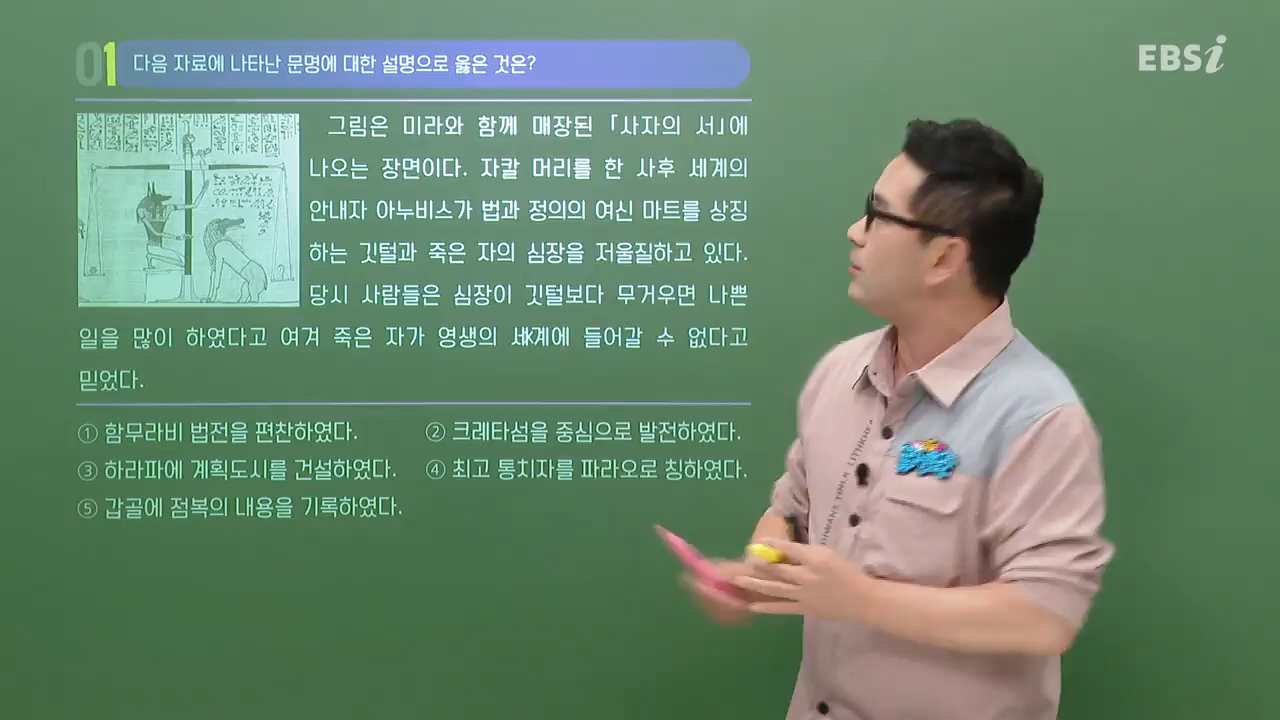 01 다음 자료에 나타난 문명에 대한 설명으로 옳은 것은?
EBSi
그림은 미라와 함께 매장된 「사자의 서」에
나오는 장면이다. 자칼 머리를 한 사후 세계의
안내자 아누비스가 법과 정의의 여신 마트를 상징
하는 깃털과 죽은 자의 심장을 저울질하고 있다.
당시 사람들은 심장이 깃털보다 무거우면 나쁜
일을 많이 하였다고 여겨 죽은 자가 영생의 세계에 들어갈 수 없다고
믿었다.
① 함무라비 법전을 편찬하였다. ② 크레타섬을 중심으로 발전하였다.
③ 하라파에 계획도시를 건설하였다. ④ 최고 통치자를 파라오로 칭하였다.
⑤ 갑골에 점복의 내용을 기록하였다.